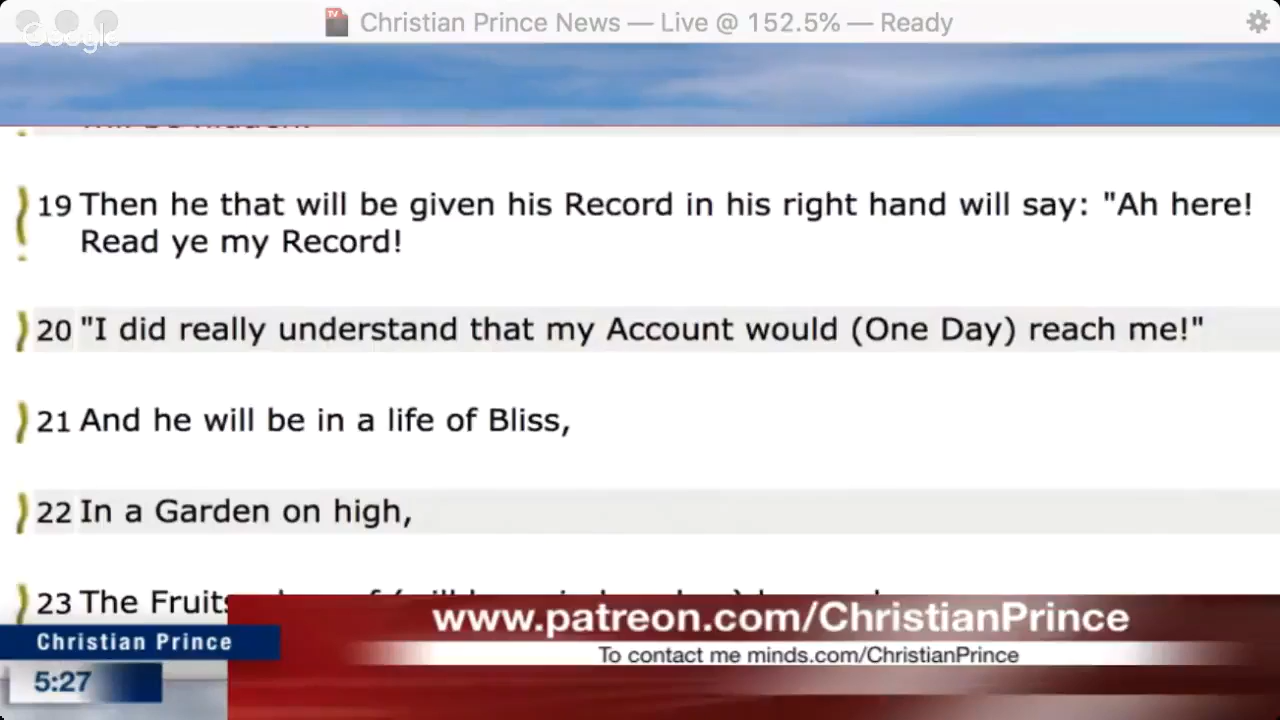 Christian Prince News — Live @ 152.5% — Ready
Google
19 Then he that will be given his Record in his right hand will say: "Ah here!
Read ye my Record!
20 "I did really understand that my Account would (One Day) reach me!"
21 And he will be in a life of Bliss,
22 In a Garden on high,
23 The Fruits
www.patreon.com/ChristianPrince
To contact me minds.com/ChristianPrince
Christian Prince
5:27